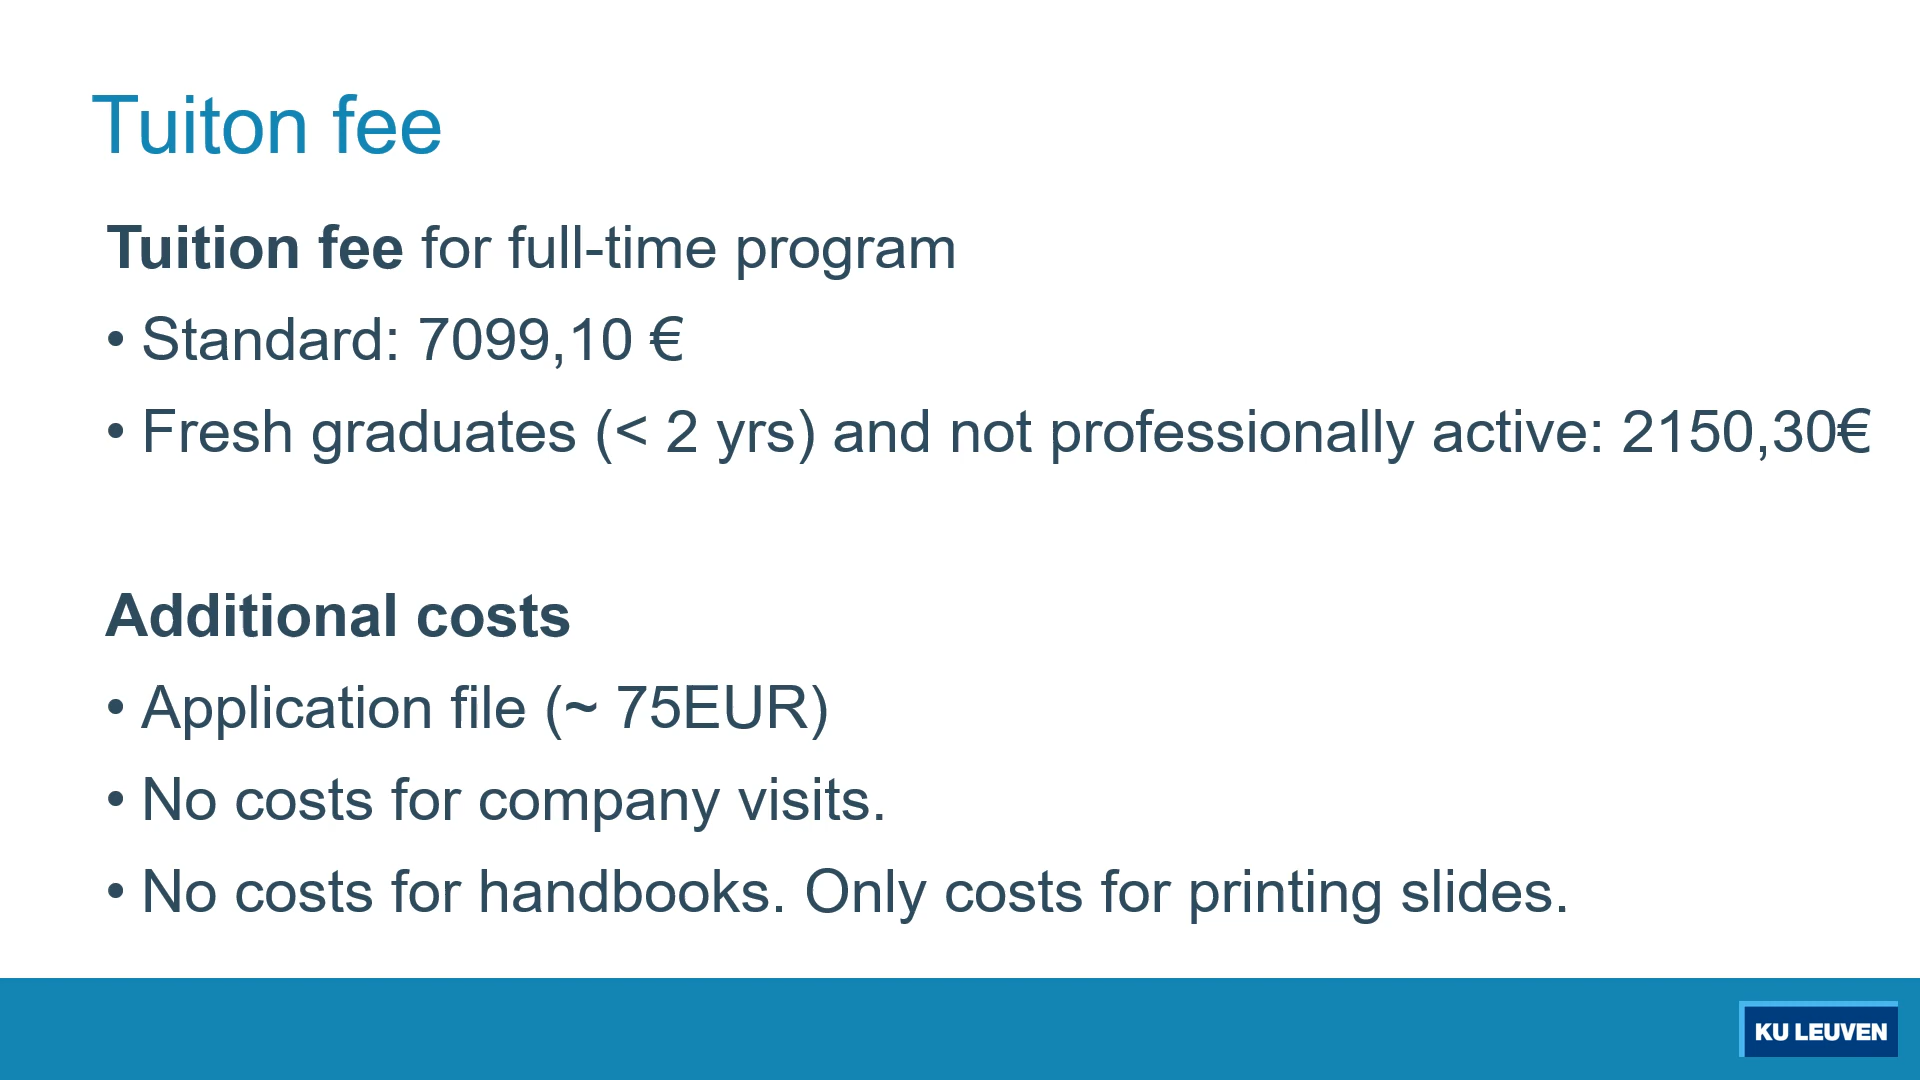 Tuiton fee
Tuition fee for full-time program
• Standard: 7099,10 €
• Fresh graduates (< 2 yrs) and not professionally active: 2150,30€
Additional costs
• Application file (~ 75EUR)
• No costs for company visits.
• No costs for handbooks. Only costs for printing slides.
KU LEUVEN